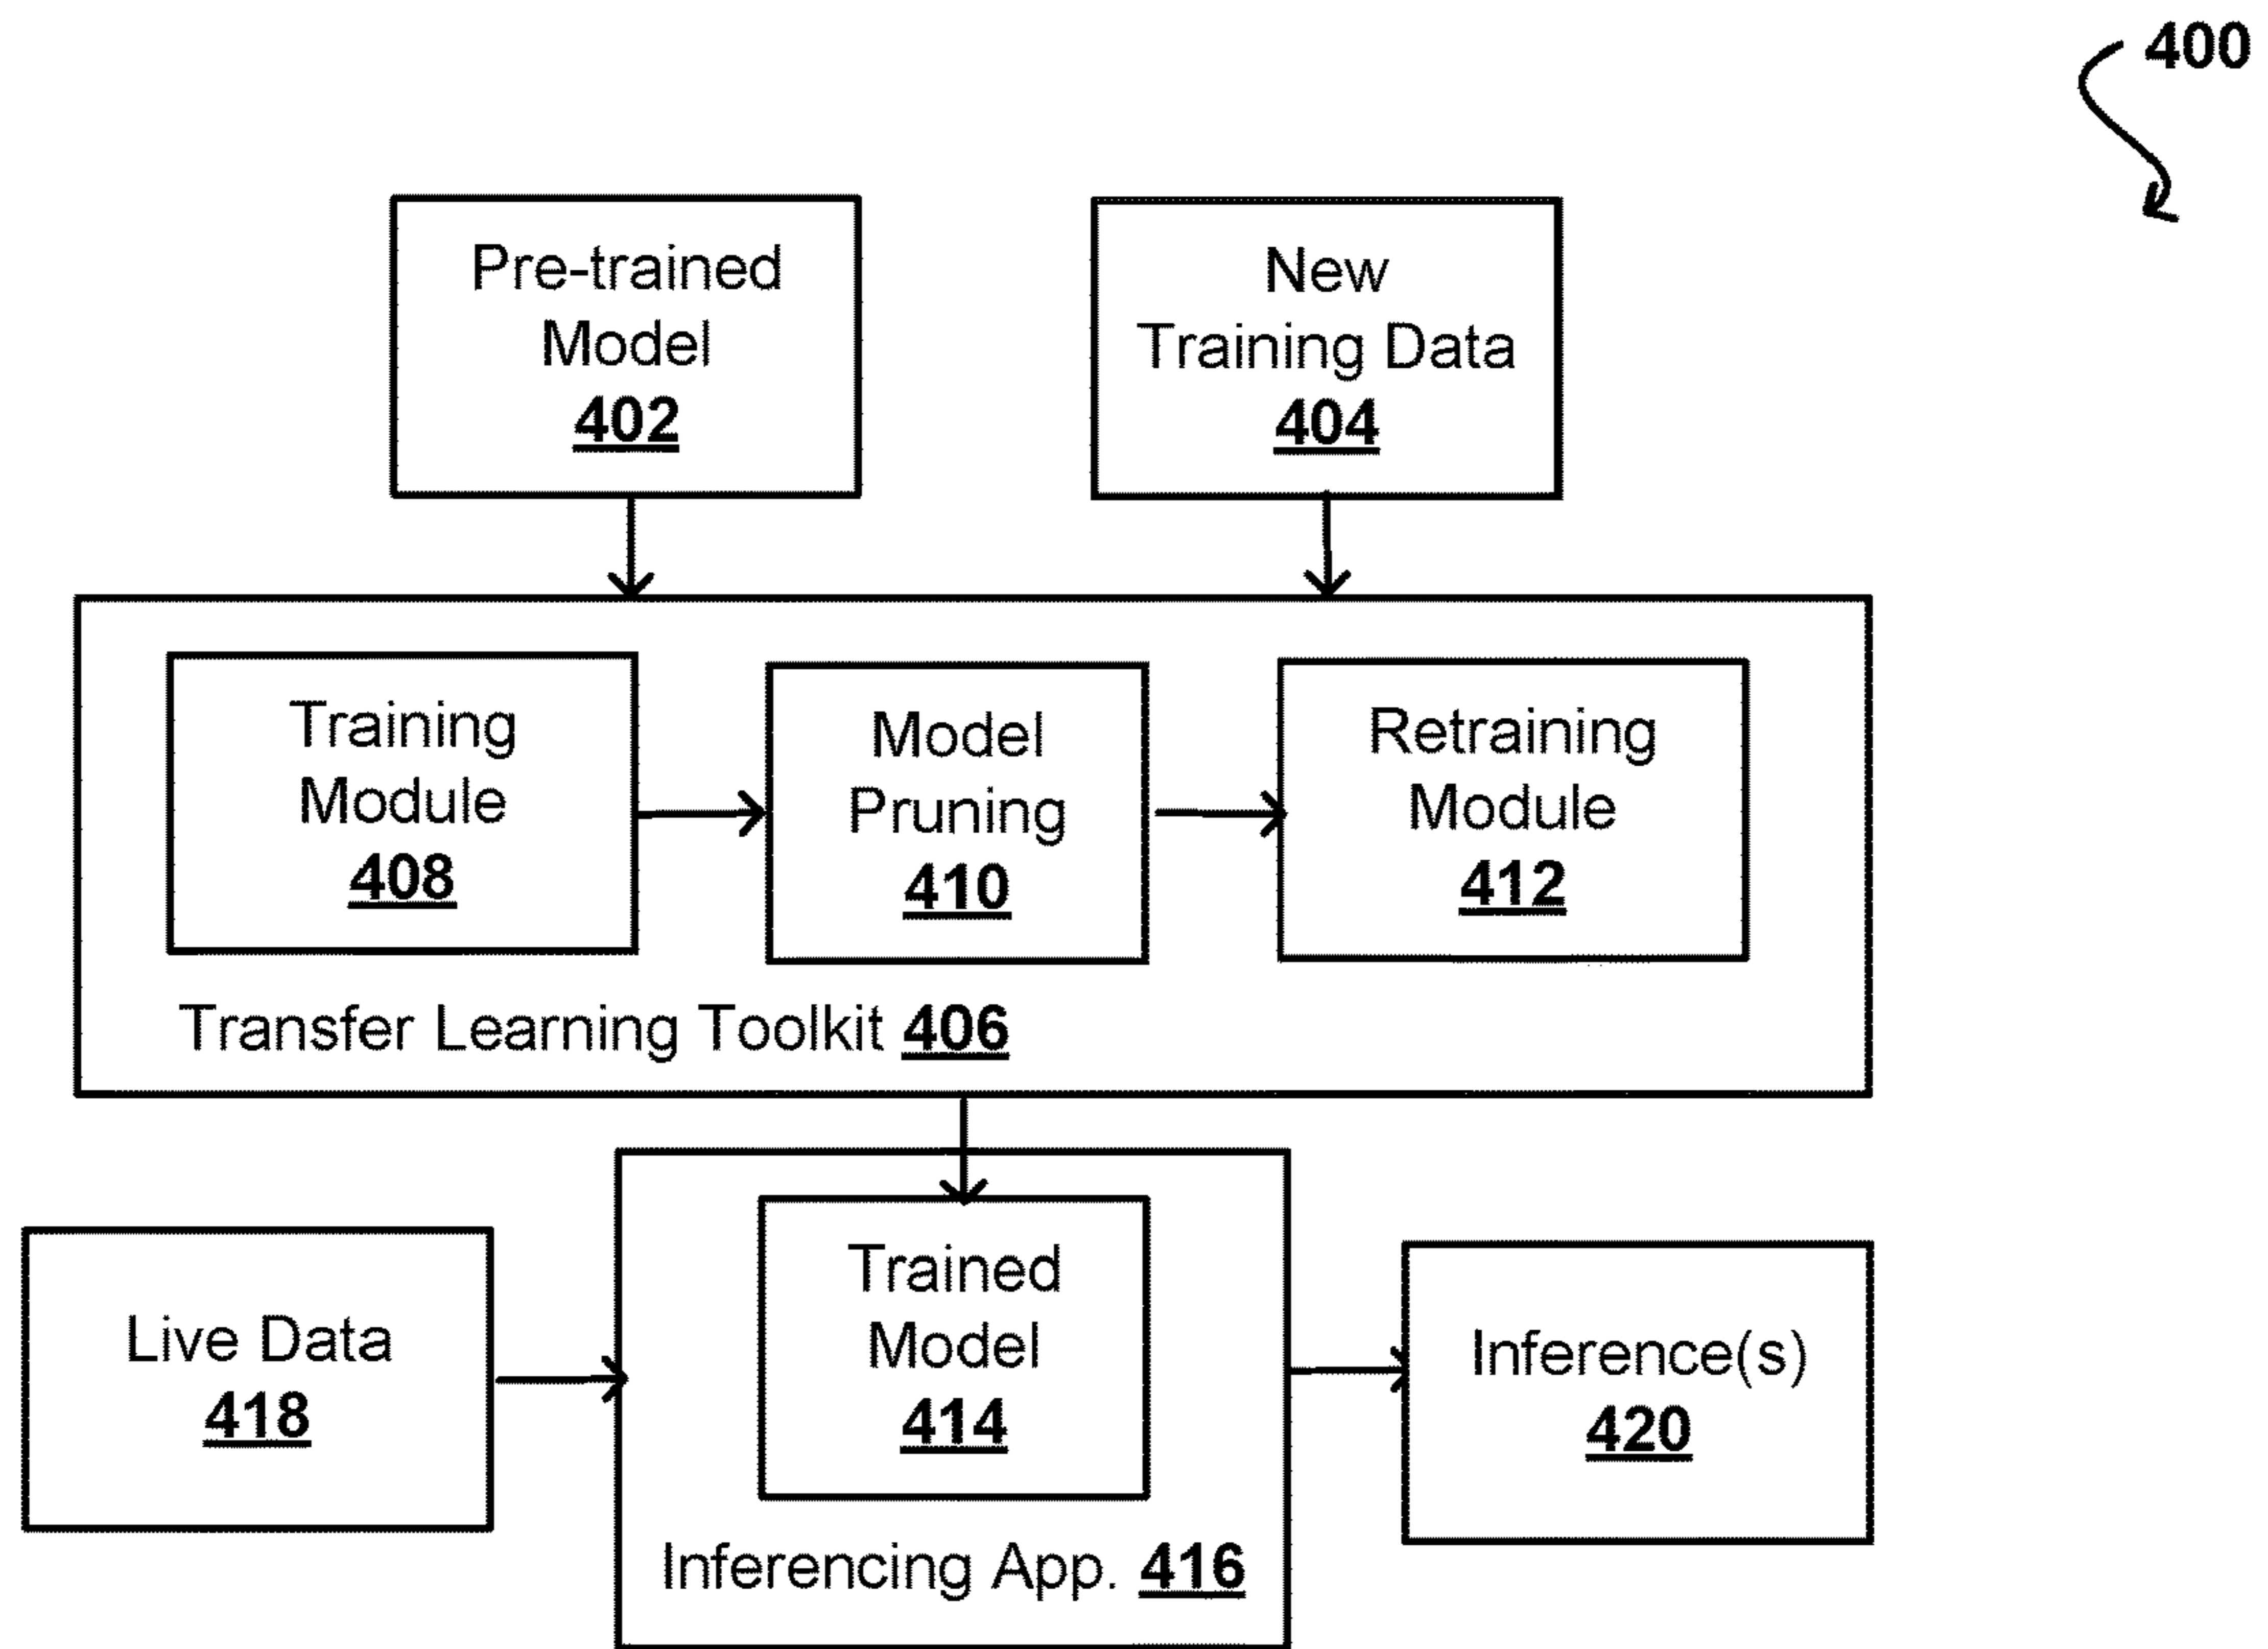 400
Pre-trained
Model
402
New
Training Data
404
Training
Module
408
Model
Pruning
410
Retraining
Module
412
Transfer Learning Toolkit 406
Trained
Model
414
Inferencing App. 416
Live Data
418
Inference(s)
420